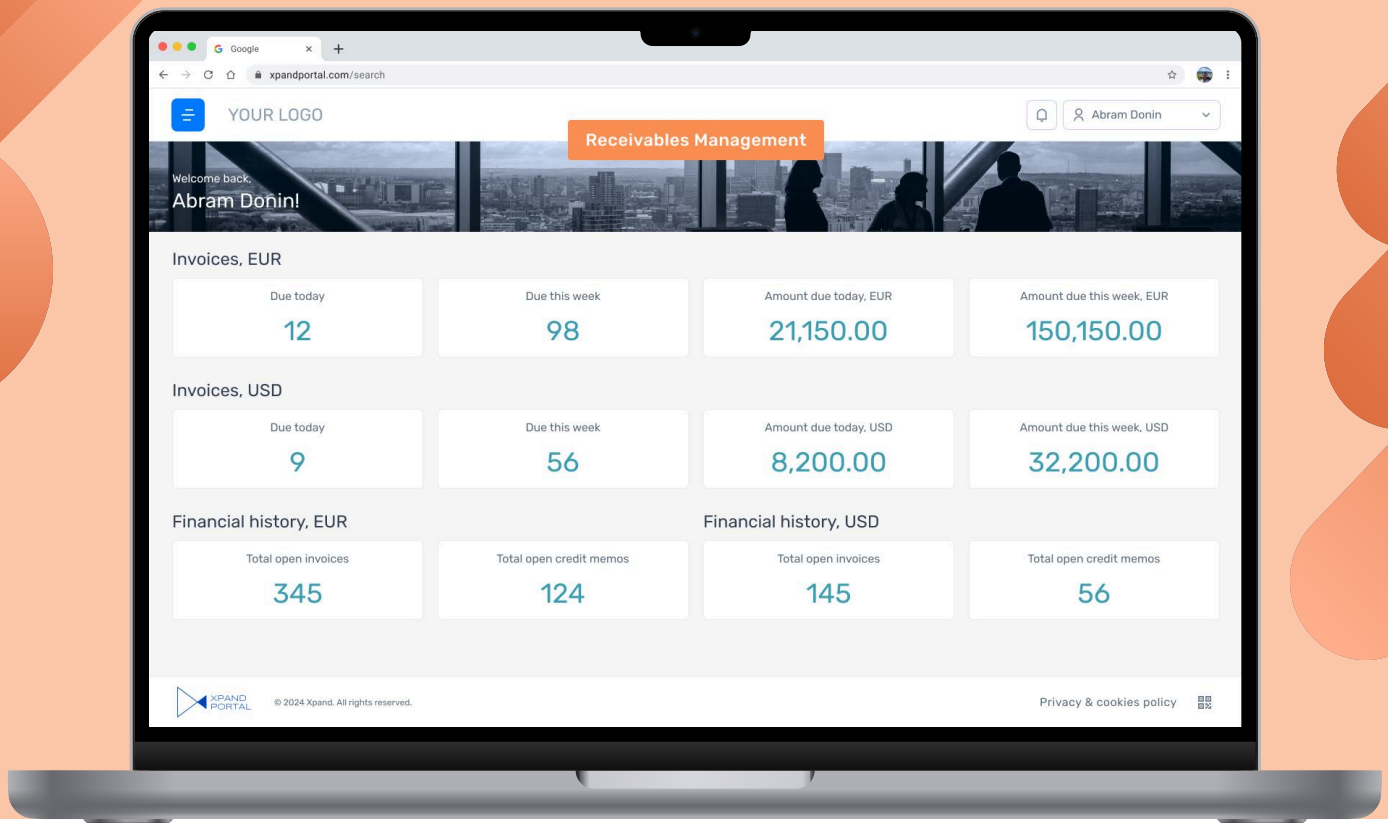 Google
xpandportal.com/search
YOUR LOGO
Abram Donin
Receivables Management
Welcome back,
Abram Donin!
Invoices, EUR
Due today
12
Due this week
98
Amount due today, EUR
21,150.00
Amount due this week, EUR
150,150.00
Invoices, USD
Due today
9
Due this week
56
Amount due today, USD
8,200.00
Amount due this week, USD
32,200.00
Financial history, EUR
Financial history, USD
Total open invoices
345
Total open credit memos
124
Total open invoices
145
Total open credit memos
56
XPAND
PORTAL
© 2024 Xpand. All rights reserved.
Privacy & cookies policy